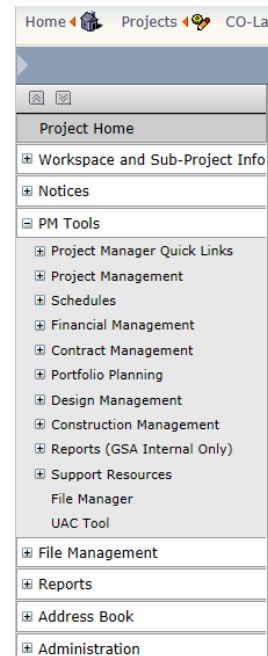 Home Projects CO-La
Project Home
Workspace and Sub-Project Info
Notices
PM Tools
Project Manager Quick Links
Project Management
Schedules
Financial Management
Contract Management
Portfolio Planning
Design Management
Construction Management
Reports (GSA Internal Only)
Support Resources
File Manager
UAC Tool
File Management
Reports
Address Book
Administration